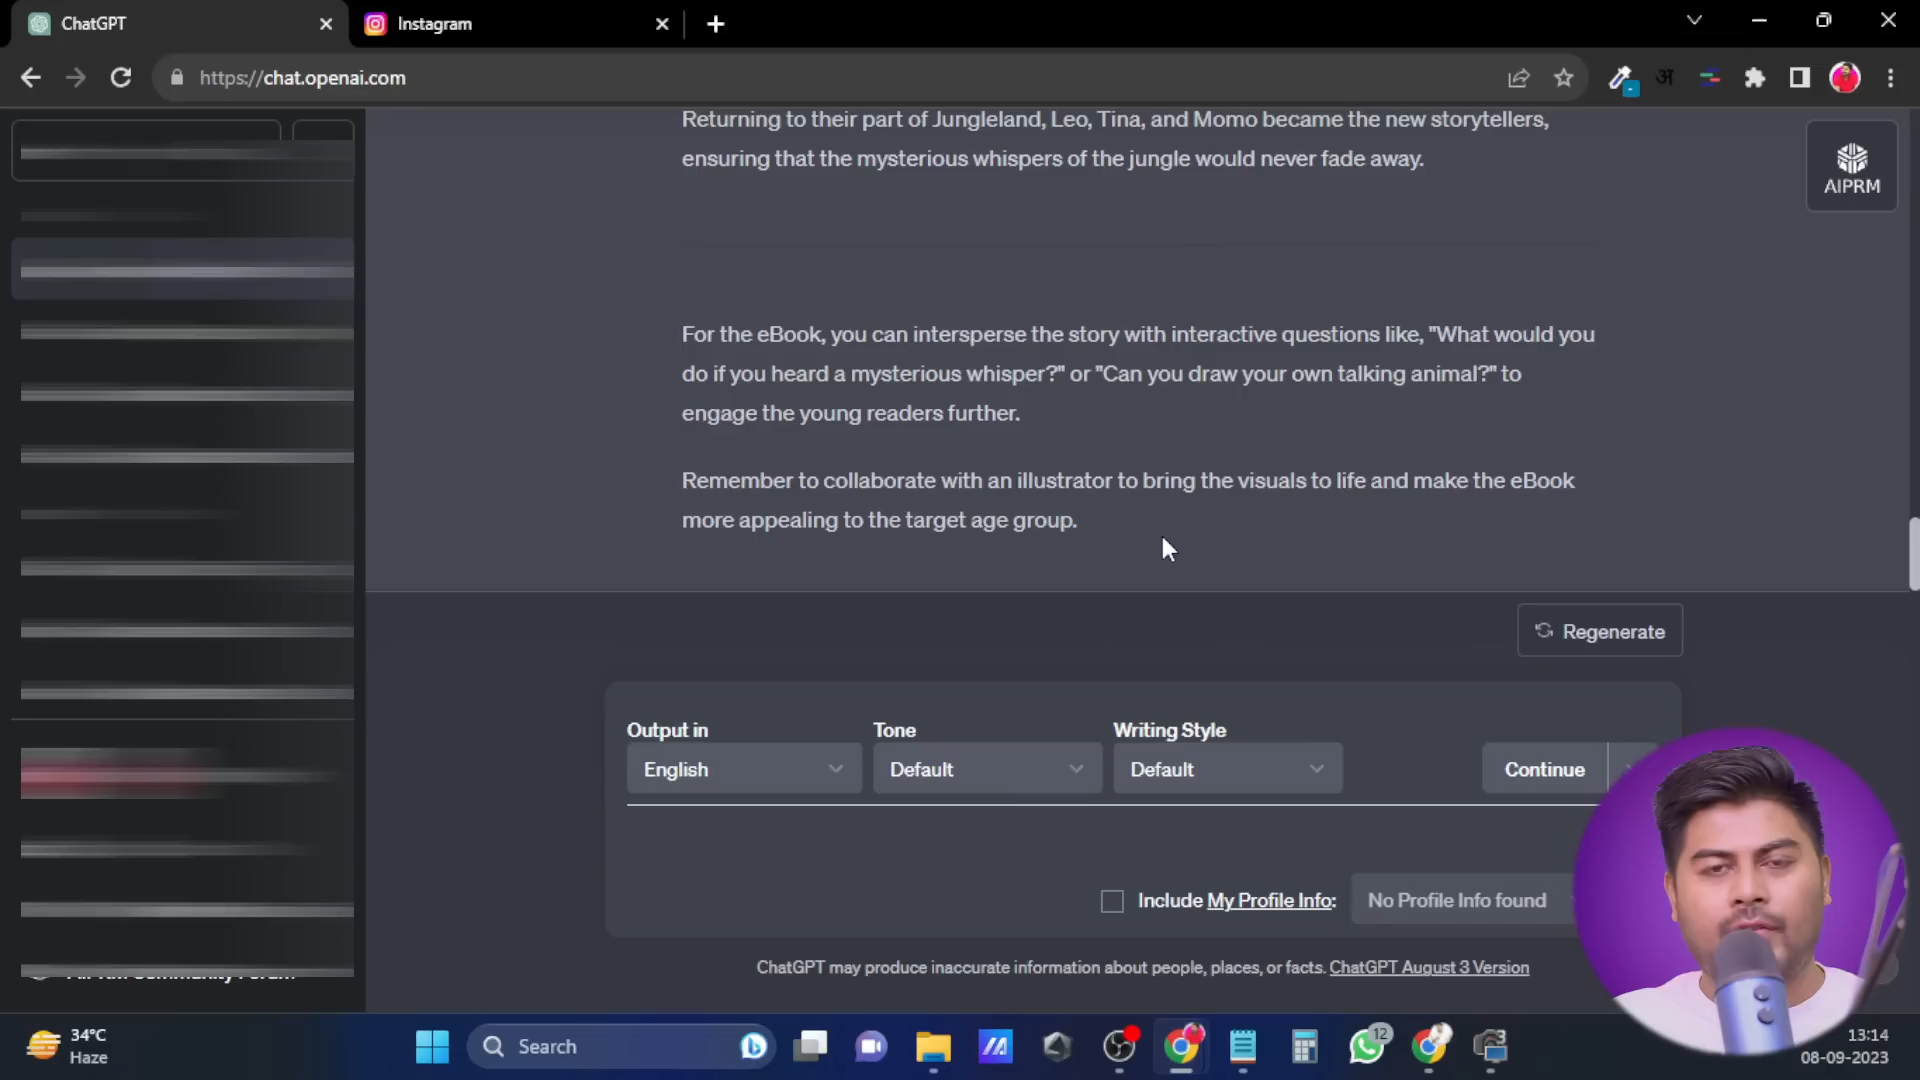 ChatGPT
Instagram
https://chat.openai.com
अ
Returning to their part of Jungleland, Leo, Tina, and Momo became the new storytellers,
ensuring that the mysterious whispers of the jungle would never fade away.
AIPRM
For the eBook, you can intersperse the story with interactive questions like, "What would you
do if you heard a mysterious whisper?" or "Can you draw your own talking animal?" to
engage the young readers further.
Remember to collaborate with an illustrator to bring the visuals to life and make the eBook
more appealing to the target age group.
Regenerate
Output in Tone Writing Style
English Default Default Continue
Include My Profile Info: No Profile Info found
ChatGPT may produce inaccurate information about people, places, or facts. ChatGPT August 3 Version
34°C
Haze
Search
12
3
13:14
08-09-2023